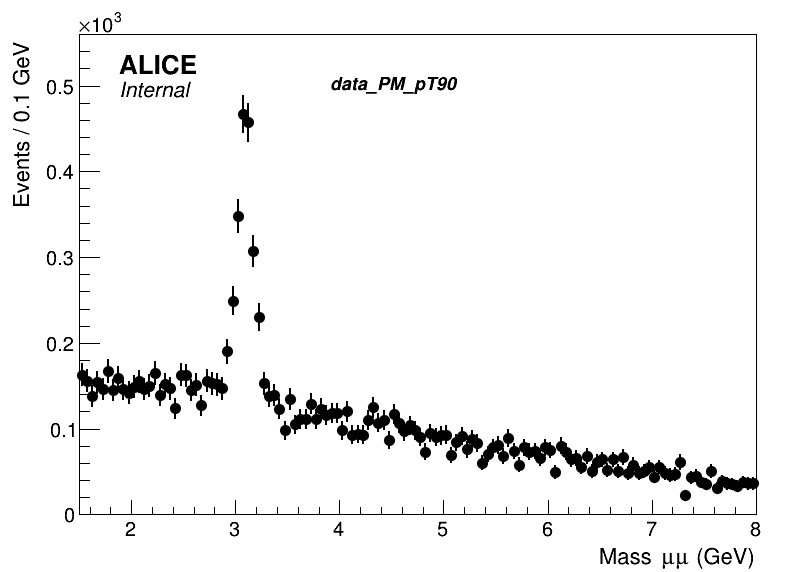 ×10³
ALICE
Internal
data_PM_pT90
Events / 0.1 GeV
0.5
0.4
0.3
0.2
0.1
0
2 3 4 5 6 7 8
Mass μμ (GeV)